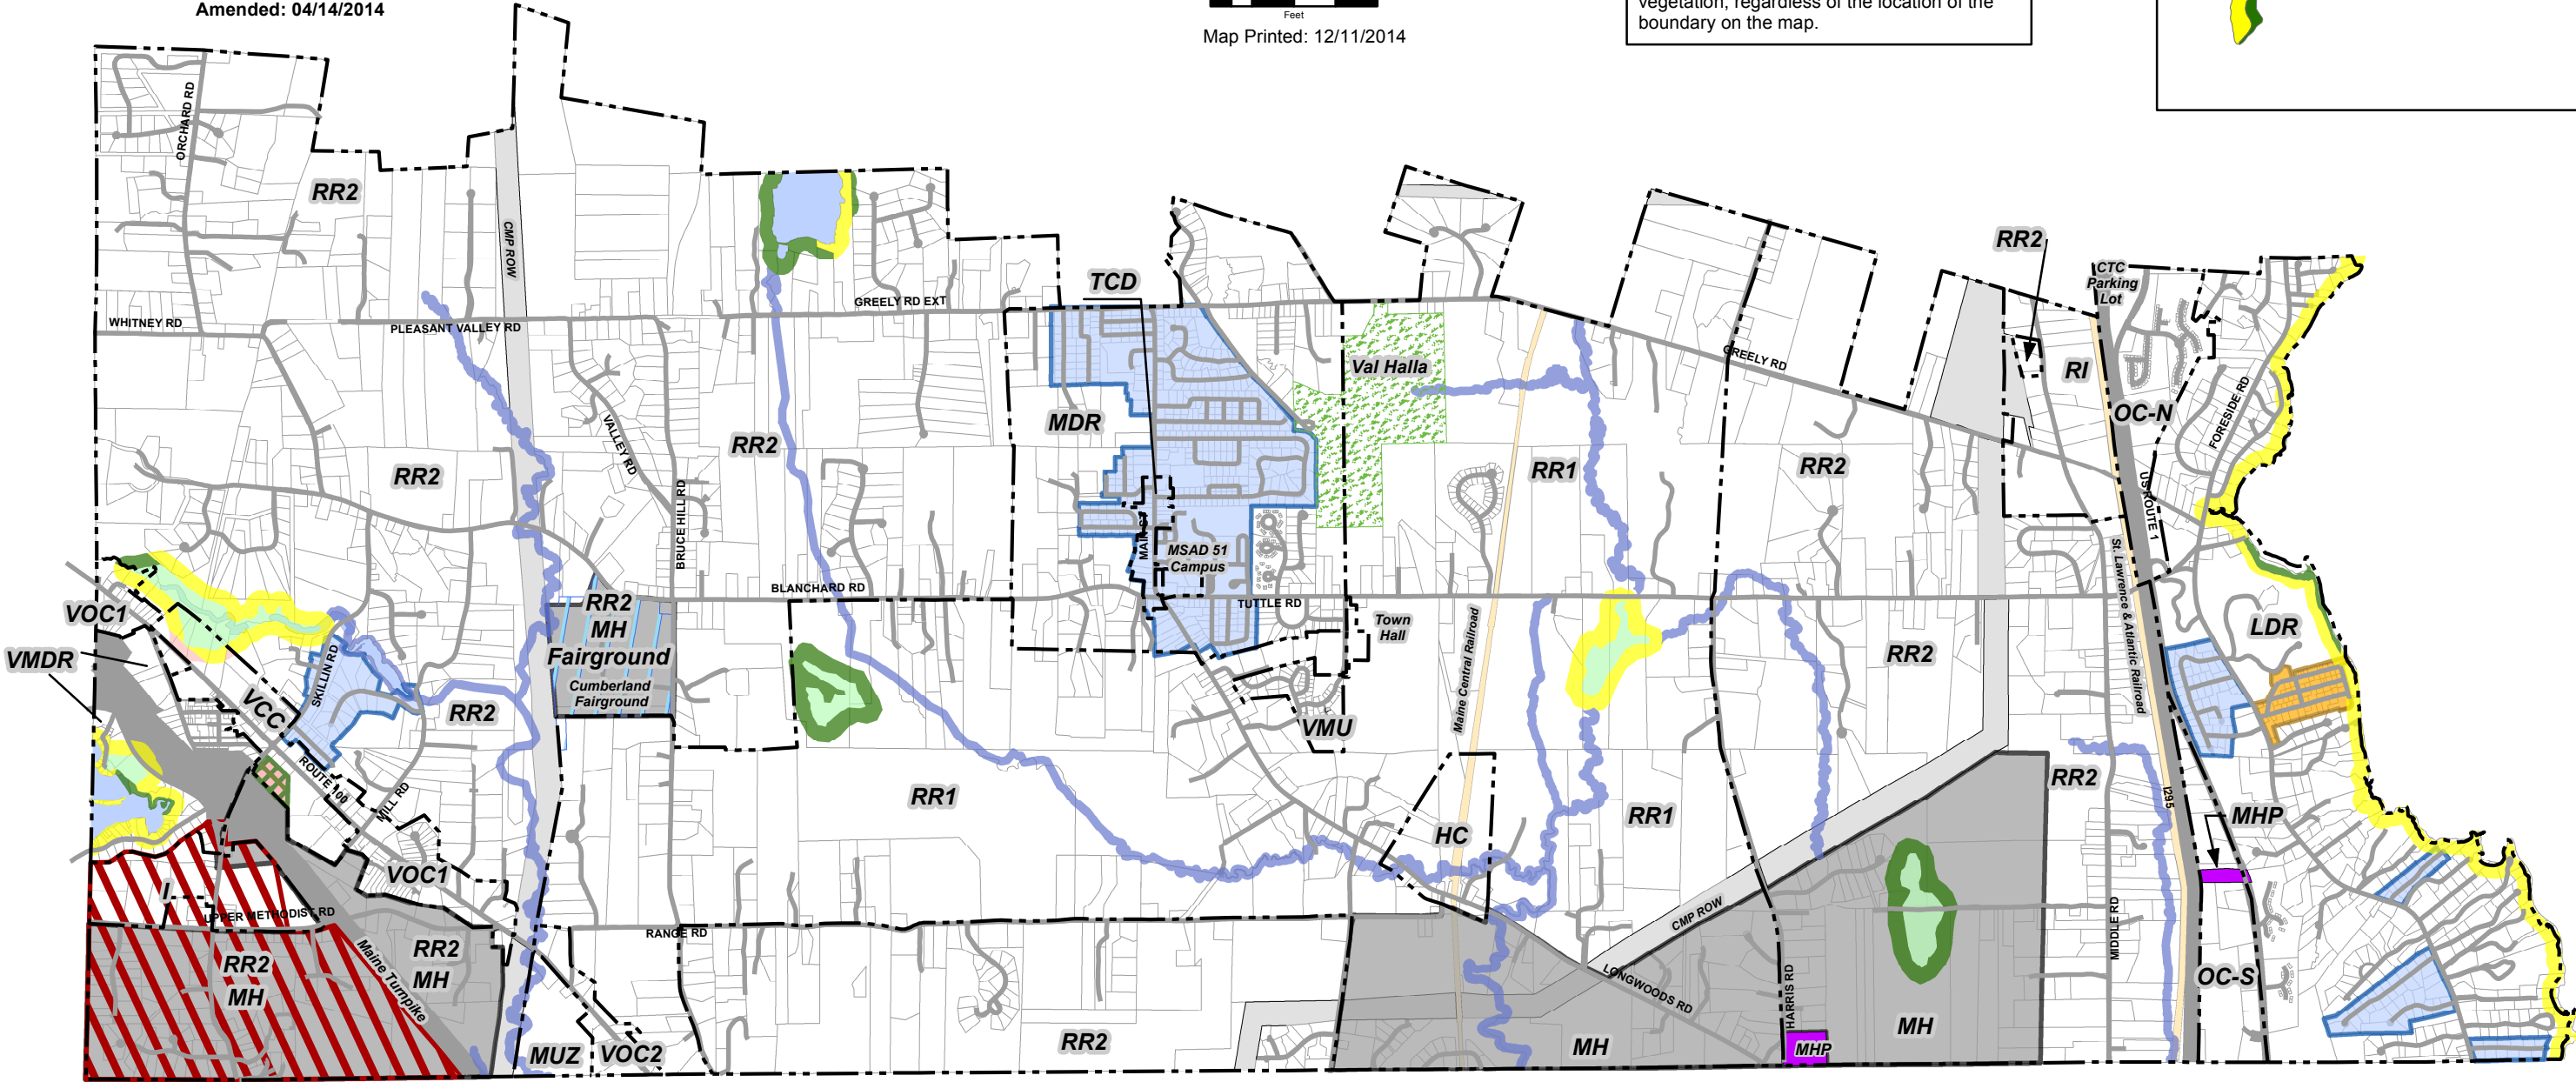 Amended: 04/14/2014
Feet
Map Printed: 12/11/2014
vegetation, regardless of the location of the
boundary on the map.
ORCHARD RD
RR2
CMP ROW
WHITNEY RD
PLEASANT VALLEY RD
GREELY RD EXT
TCD
Val Halla
GREELY RD
RR2
CTC
Parking
Lot
RI
OC-N
FORESIDE RD
US ROUTE 1
VALLEY RD
BRUCE HILL RD
RR2
RR2
MDR
MAIN ST
MSAD 51
Campus
RR1
RR2
BLANCHARD RD
TUTTLE RD
Town
Hall
Maine Central Railroad
St. Lawrence & Atlantic Railroad
VOC1
VMDR
SKILLIN RD
VCC
RR2
RR2
MH
Fairground
Cumberland
Fairground
VMU
RR2
LDR
ROUTE 100
MILL RD
RR1
HC
RR1
RR2
I295
MHP
VOC1
I
UPPER METHODIST RD
RR2
MH
Maine Turnpike
RR2
MH
RANGE RD
CMP ROW
LONGWOODS RD
HARRIS RD
MIDDLE RD
OC-S
MUZ
VOC2
RR2
MH
MHP
MH